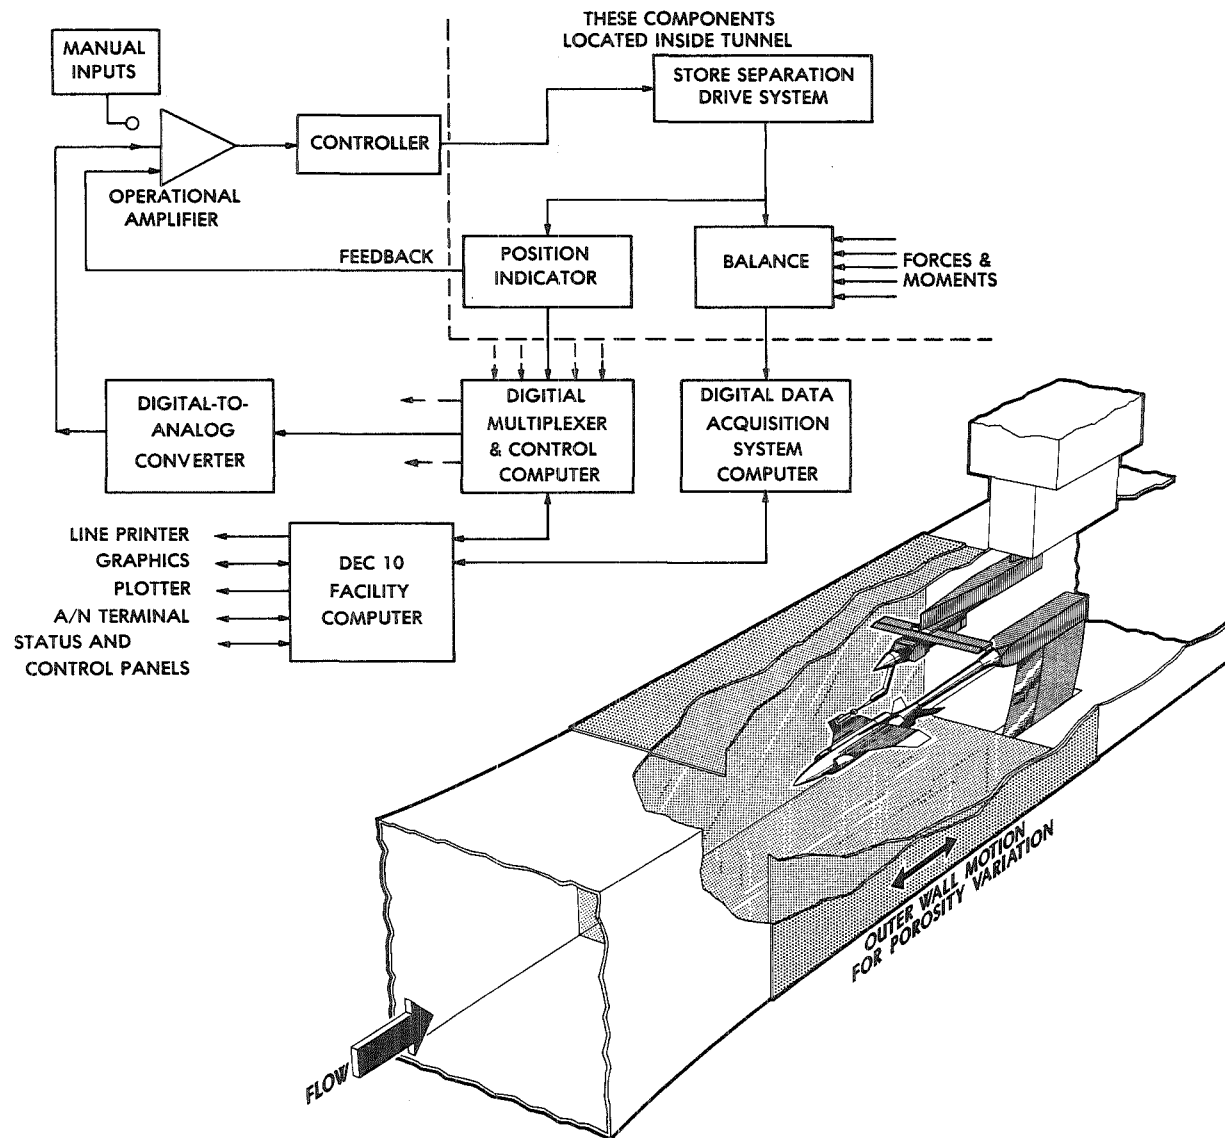 THESE COMPONENTS
LOCATED INSIDE TUNNEL
MANUAL
INPUTS
STORE SEPARATION
DRIVE SYSTEM
CONTROLLER
OPERATIONAL
AMPLIFIER
FEEDBACK
POSITION
INDICATOR
BALANCE
FORCES &
MOMENTS
DIGITAL-TO-
ANALOG
CONVERTER
DIGITIAL
MULTIPLEXER
& CONTROL
COMPUTER
DIGITAL DATA
ACQUISITION
SYSTEM
COMPUTER
LINE PRINTER
GRAPHICS
PLOTTER
A/N TERMINAL
STATUS AND
CONTROL PANELS
DEC 10
FACILITY
COMPUTER
OUTER WALL MOTION
FOR POROSITY VARIATION
FLOW